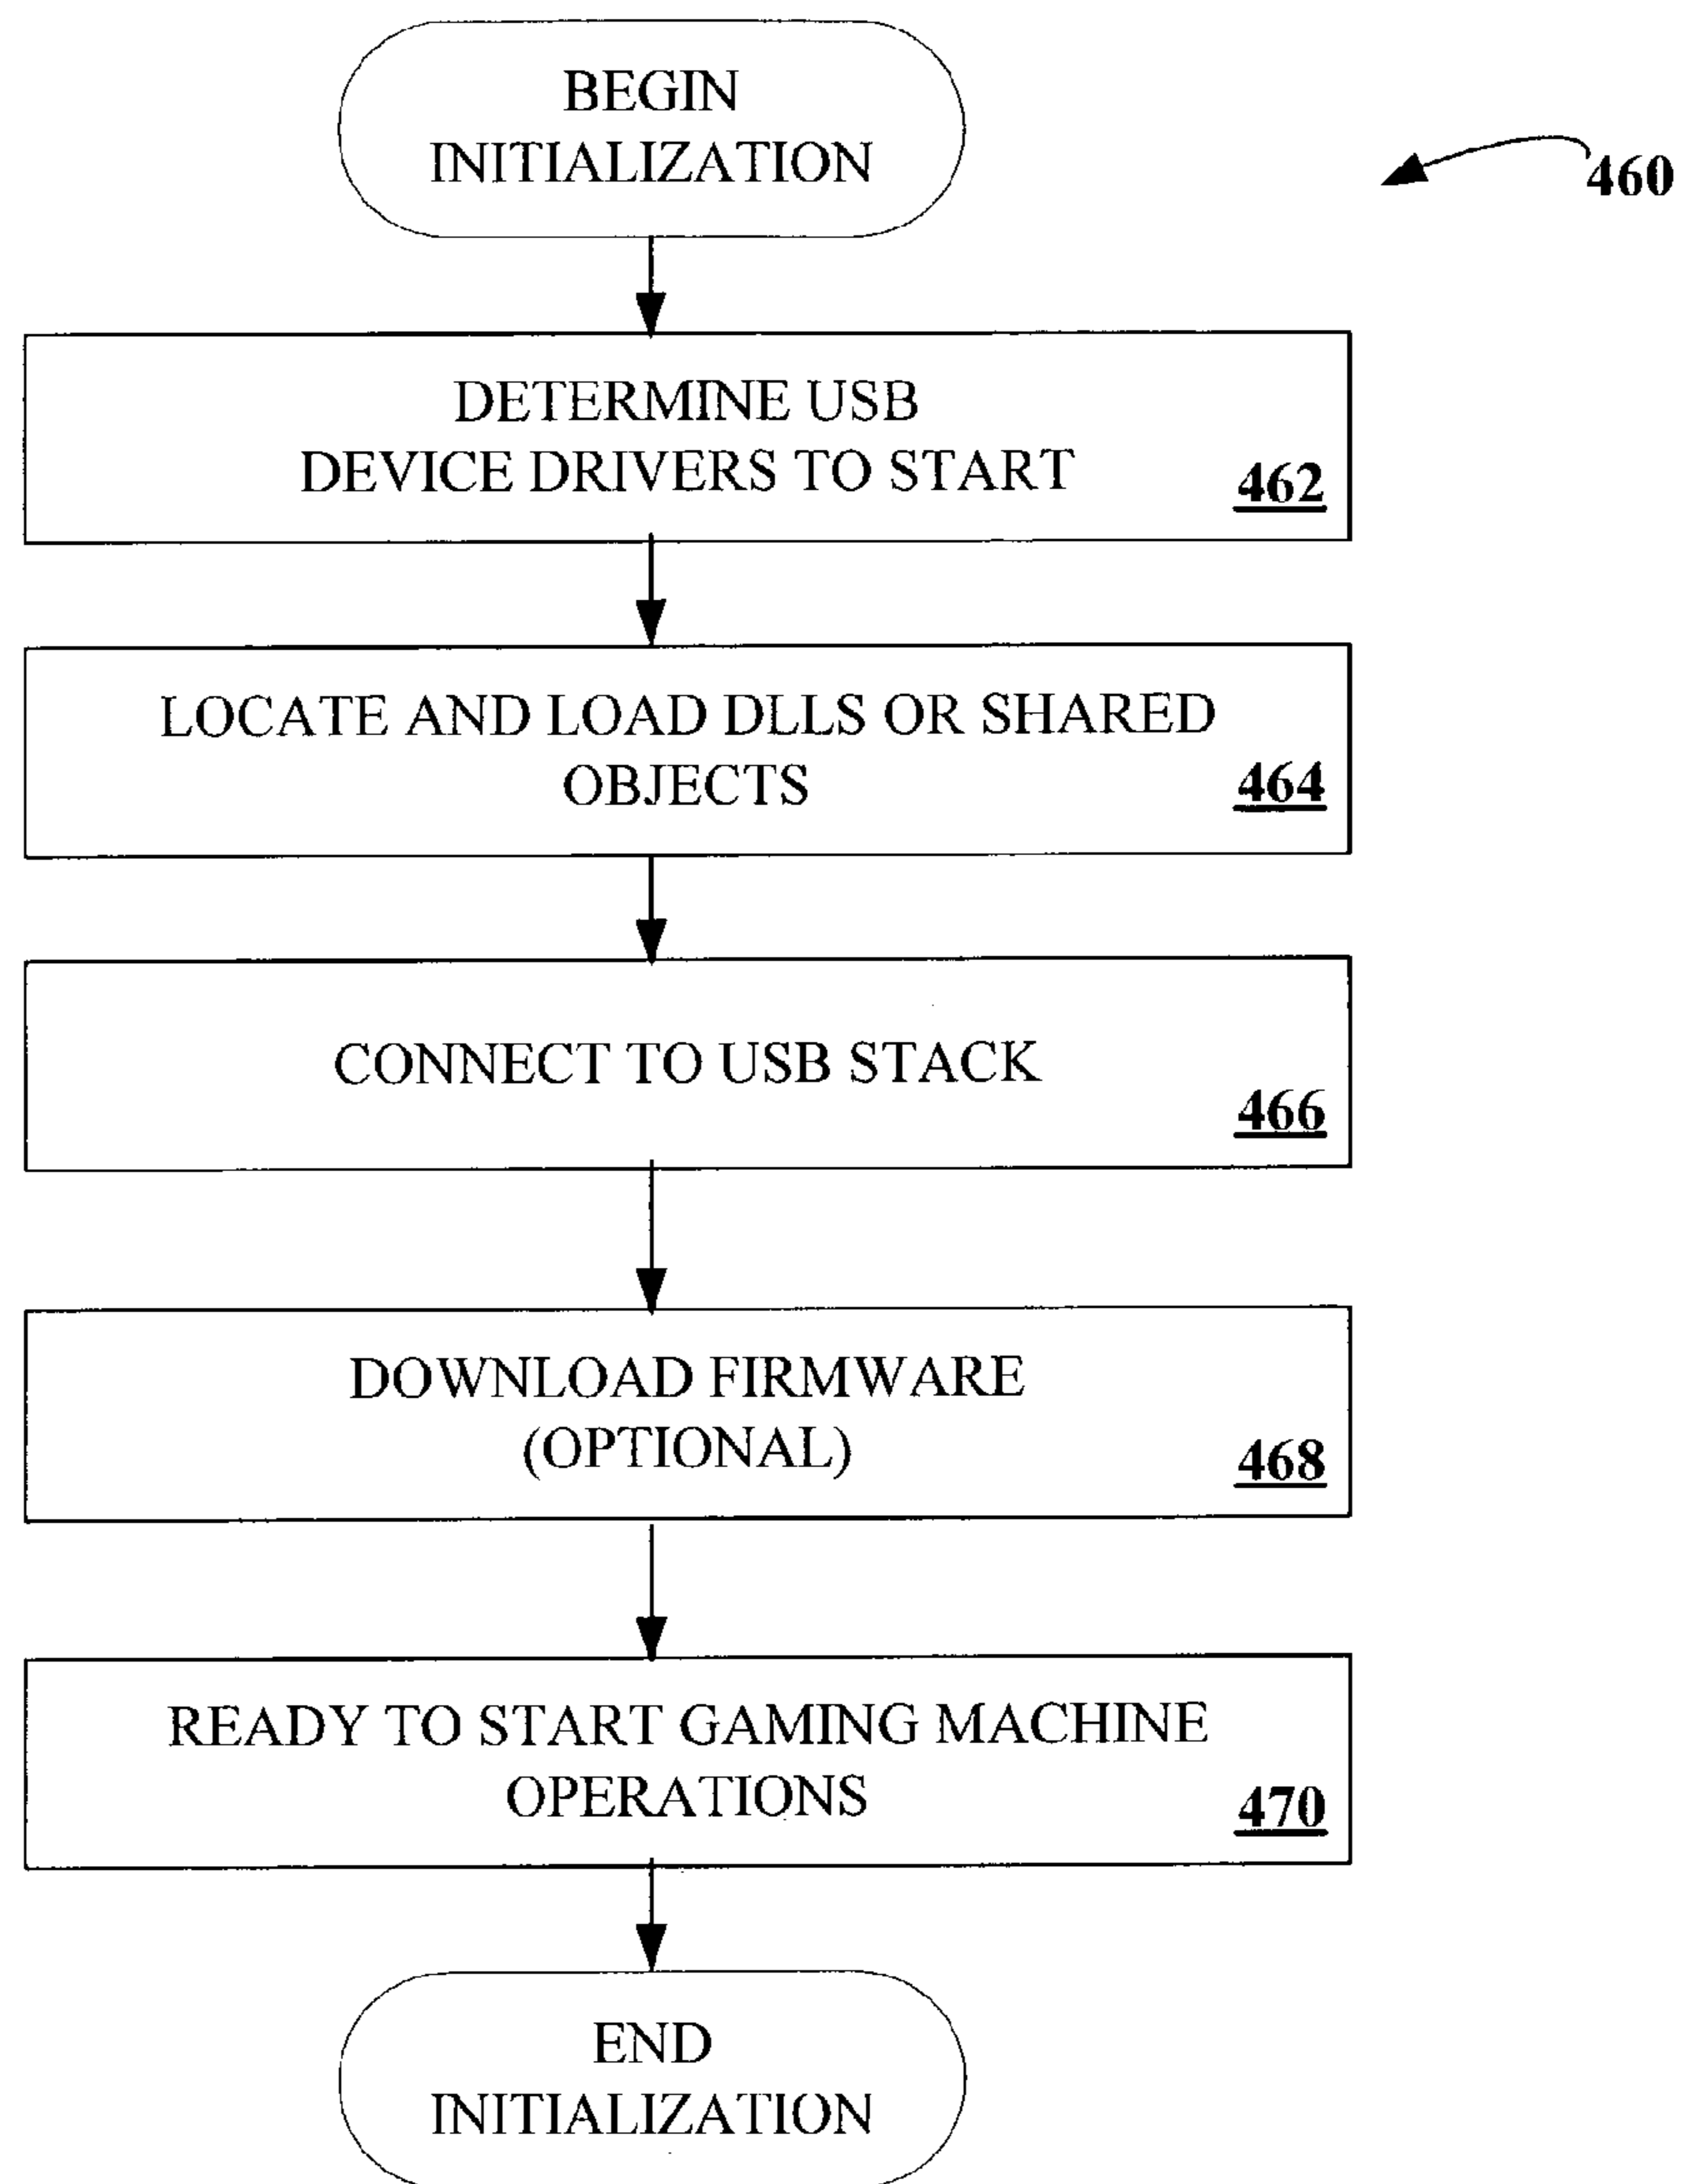 BEGIN
INITIALIZATION
460
DETERMINE USB
DEVICE DRIVERS TO START
462
LOCATE AND LOAD DLLS OR SHARED
OBJECTS
464
CONNECT TO USB STACK
466
DOWNLOAD FIRMWARE
(OPTIONAL)
468
READY TO START GAMING MACHINE
OPERATIONS
470
END
INITIALIZATION